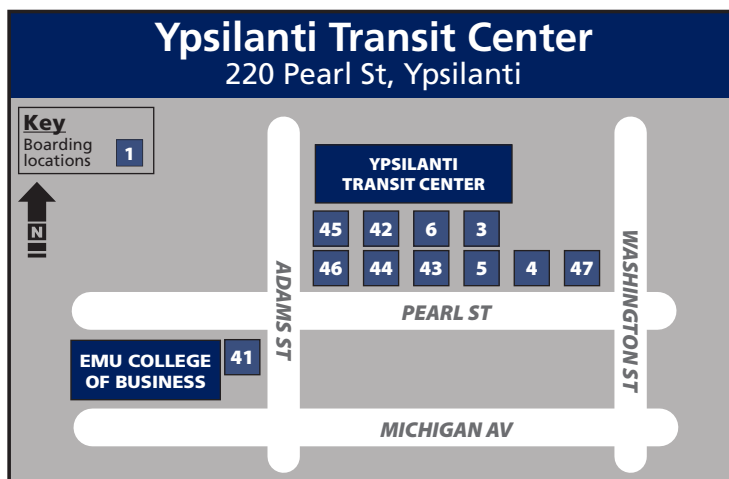 Ypsilanti Transit Center
220 Pearl St, Ypsilanti
Key
Boarding
locations
1
N
YPSILANTI
TRANSIT CENTER
45 42 6 3
46 44 43 5 4 47
ADAMS ST
WASHINGTON ST
PEARL ST
EMU COLLEGE
OF BUSINESS
41
MICHIGAN AV